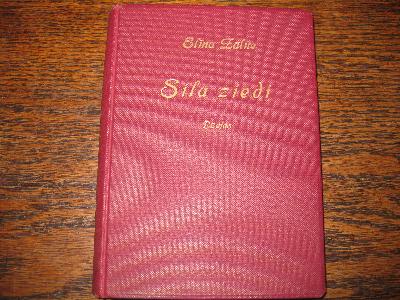 Elīna Zālīte
Sila ziedi
Dzejas